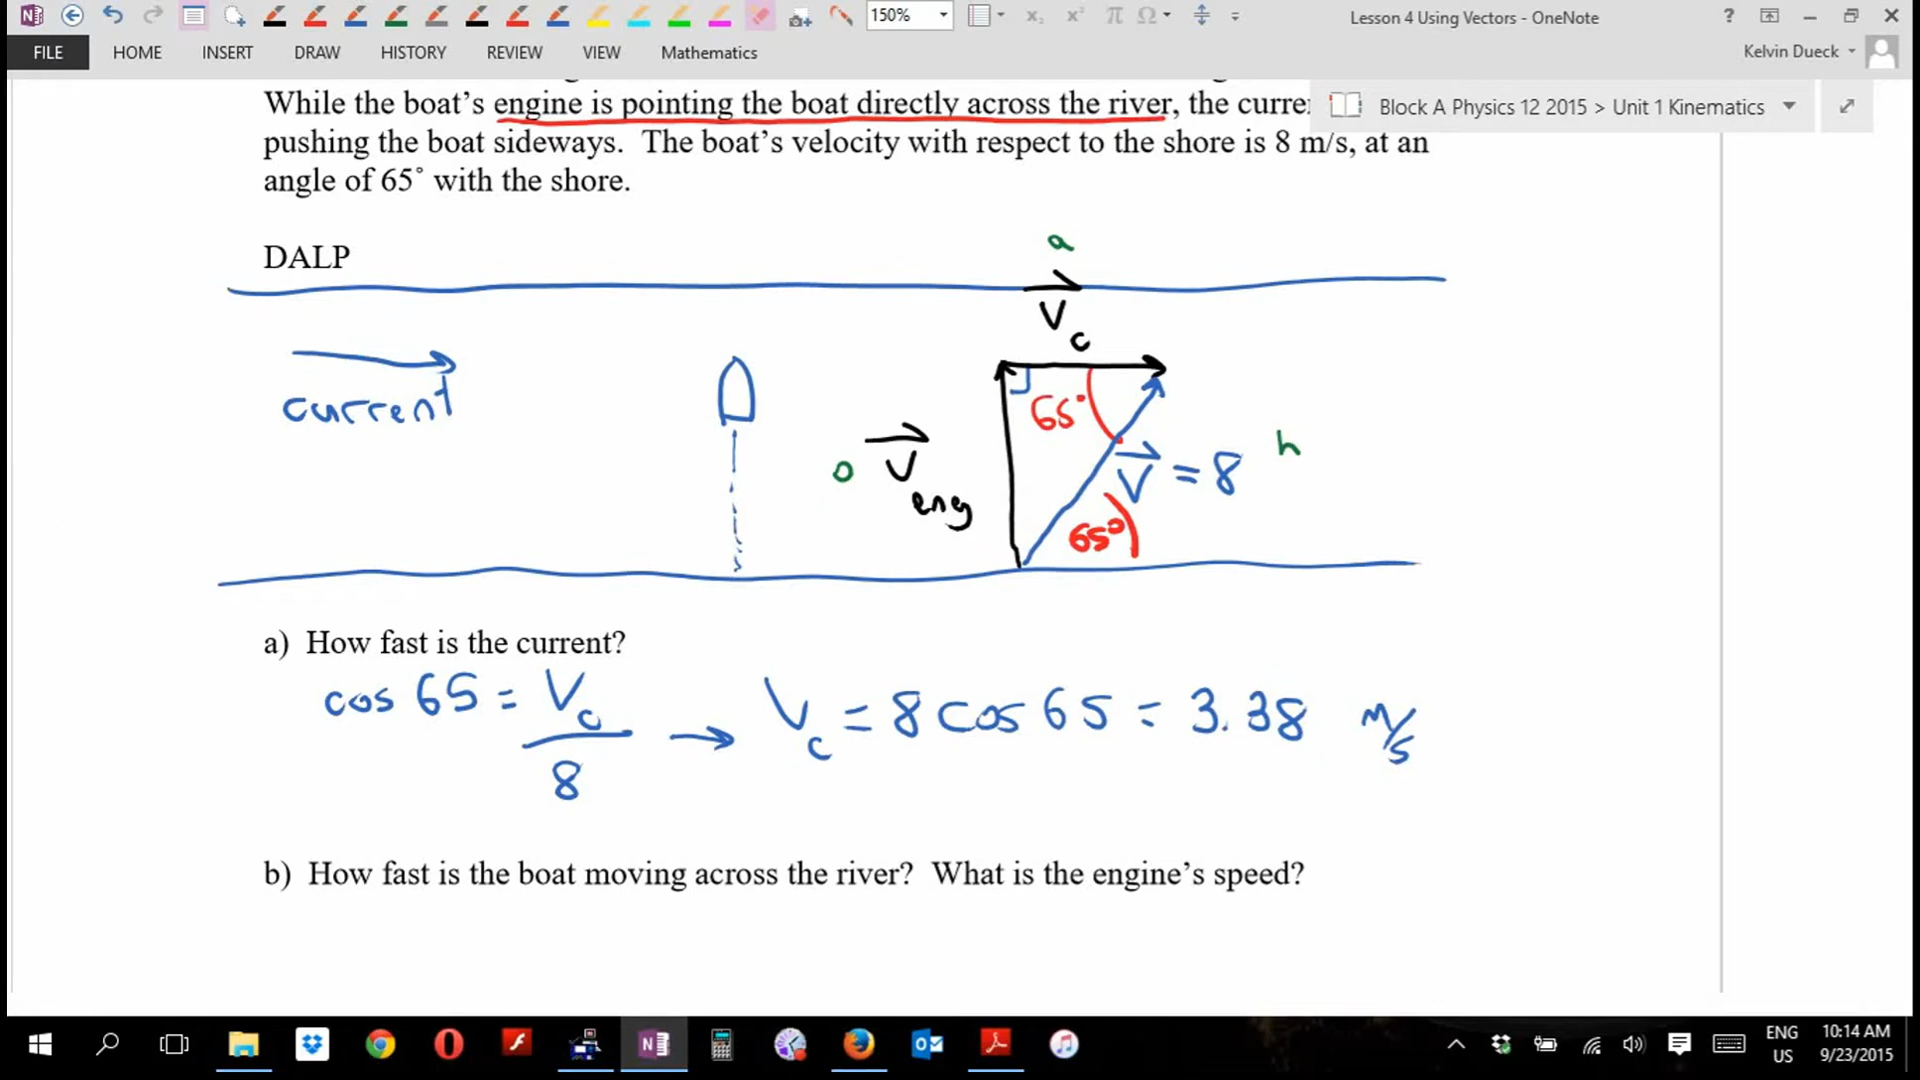 150%
Lesson 4 Using Vectors - OneNote
FILE HOME INSERT DRAW HISTORY REVIEW VIEW Mathematics
Kelvin Dueck
While the boat's engine is pointing the boat directly across the river, the curre
Block A Physics 12 2015 > Unit 1 Kinematics
pushing the boat sideways. The boat's velocity with respect to the shore is 8 m/s, at an
angle of 65° with the shore.
DALP
a
V c
current
65°
o
V eng
V = 8
h
65°
a) How fast is the current?
cos 65 = Vc / 8 → Vc = 8 cos 65 = 3.38 m/s
b) How fast is the boat moving across the river? What is the engine's speed?
ENG
US
10:14 AM
9/23/2015